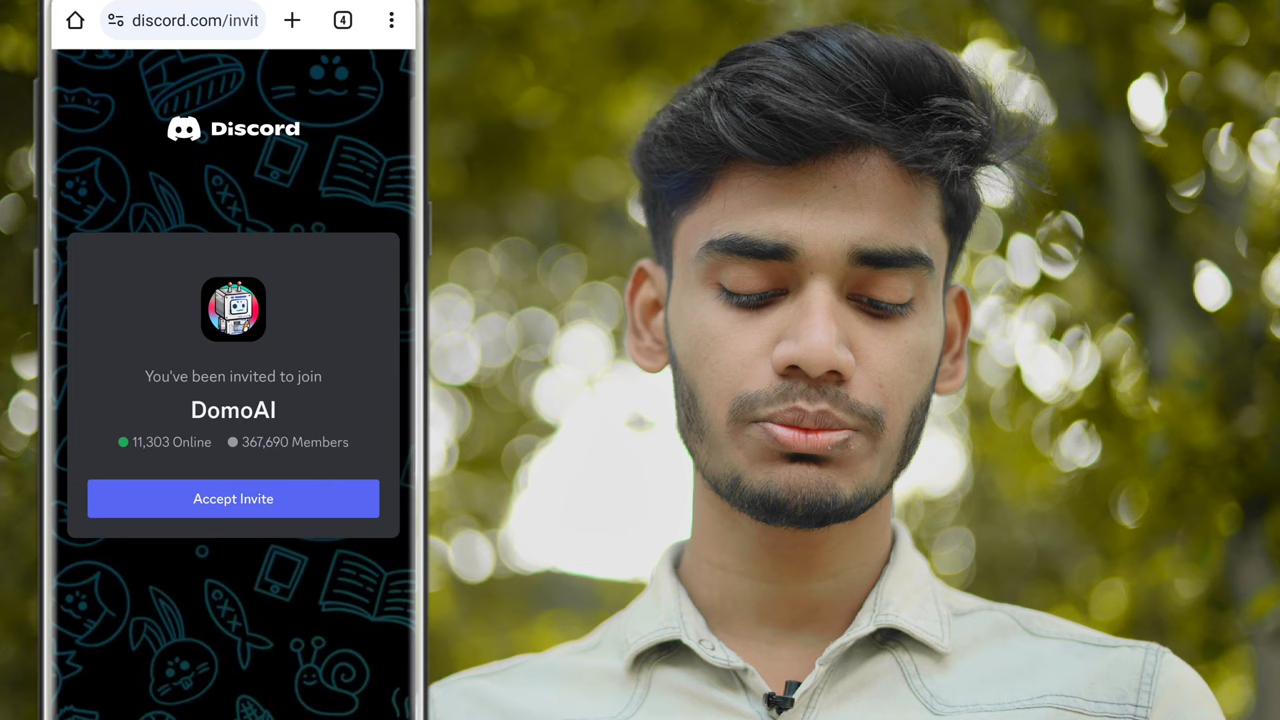 discord.com/invit
4
Discord
You've been invited to join
DomoAI
11,303 Online 367,690 Members
Accept Invite